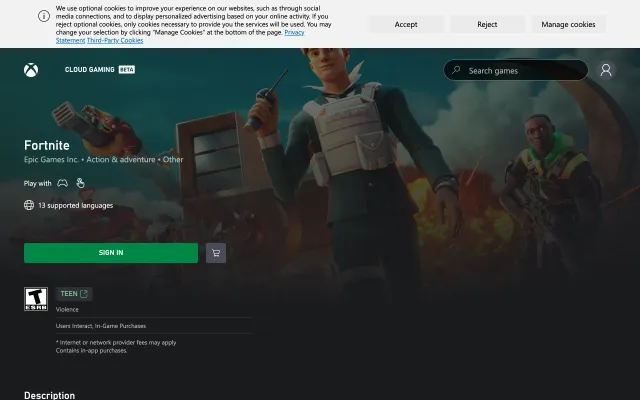 We use optional cookies to improve your experience on our websites, such as through social
media connections, and to display personalized advertising based on your online activity. If you
reject optional cookies, only cookies necessary to provide you the services will be used. You may
change your selection by clicking "Manage Cookies" at the bottom of the page. Privacy
Statement Third-Party Cookies
Accept
Reject
Manage cookies
CLOUD GAMING BETA
Search games
Fortnite
Epic Games Inc. • Action & adventure • Other
Play with
13 supported languages
SIGN IN
T
ESRB
TEEN
Violence
Users Interact, In-Game Purchases
* Internet or network provider fees may apply
Contains in-app purchases.
Description